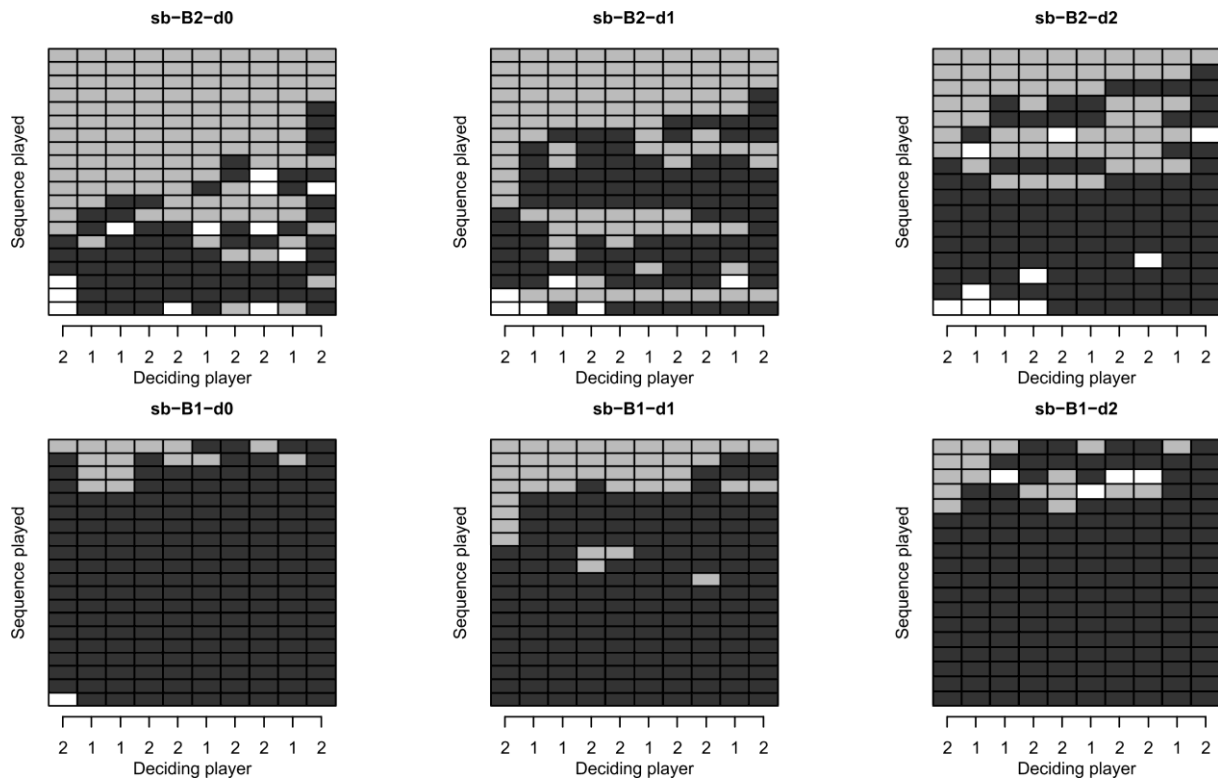 sb−B2−d0
sb−B2−d1
sb−B2−d2
Sequence played
Sequence played
Sequence played
2 1 1 2 2 1 2 2 1 2
2 1 1 2 2 1 2 2 1 2
2 1 1 2 2 1 2 2 1 2
Deciding player
Deciding player
Deciding player
sb−B1−d0
sb−B1−d1
sb−B1−d2
Sequence played
Sequence played
Sequence played
2 1 1 2 2 1 2 2 1 2
2 1 1 2 2 1 2 2 1 2
2 1 1 2 2 1 2 2 1 2
Deciding player
Deciding player
Deciding player